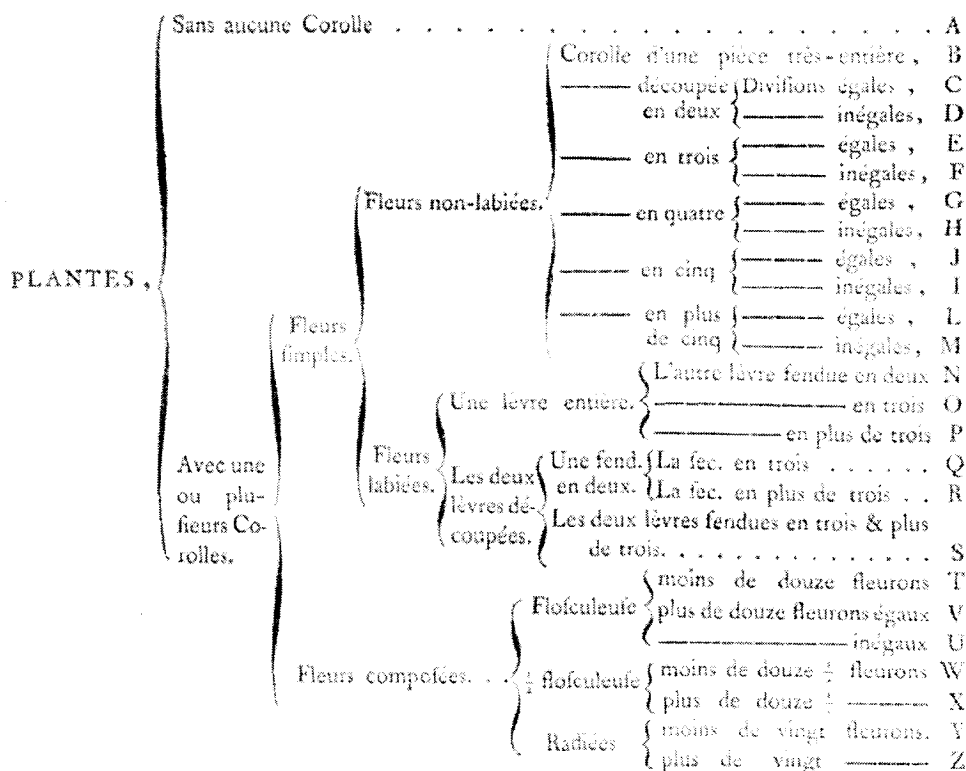 Sans aucune Corolle . . . . . . . . . . . . . . . . . A
Corolle d'une pièce très-entière, B
découpée Divisions égales, C
en deux inégales, D
en trois égales, E
inégales, F
Fleurs non-labiées.
en quatre égales, G
inégales, H
PLANTES,
en cinq égales, J
inégales, I
Fleurs
ſimples.
en plus égales, L
de cinq inégales, M
L'autre lèvre fendue en deux N
Une lèvre entière. en trois O
en plus de trois P
Avec une
ou plu-
ſieurs Co-
rolles.
Fleurs
labiées.
Les deux
lèvres dé-
coupées.
Une fend. La ſec. en trois . . . . . . Q
en deux. La ſec. en plus de trois . . R
Les deux lèvres fendues en trois & plus
de trois. . . . . . . . . . . . . . S
moins de douze fleurons T
Floſculeuſe plus de douze fleurons égaux V
inégaux U
Fleurs compoſées. . . ½ floſculeuſe moins de douze ½ fleurons W
plus de douze ½ X
Radiées moins de vingt fleurons. Y
plus de vingt Z